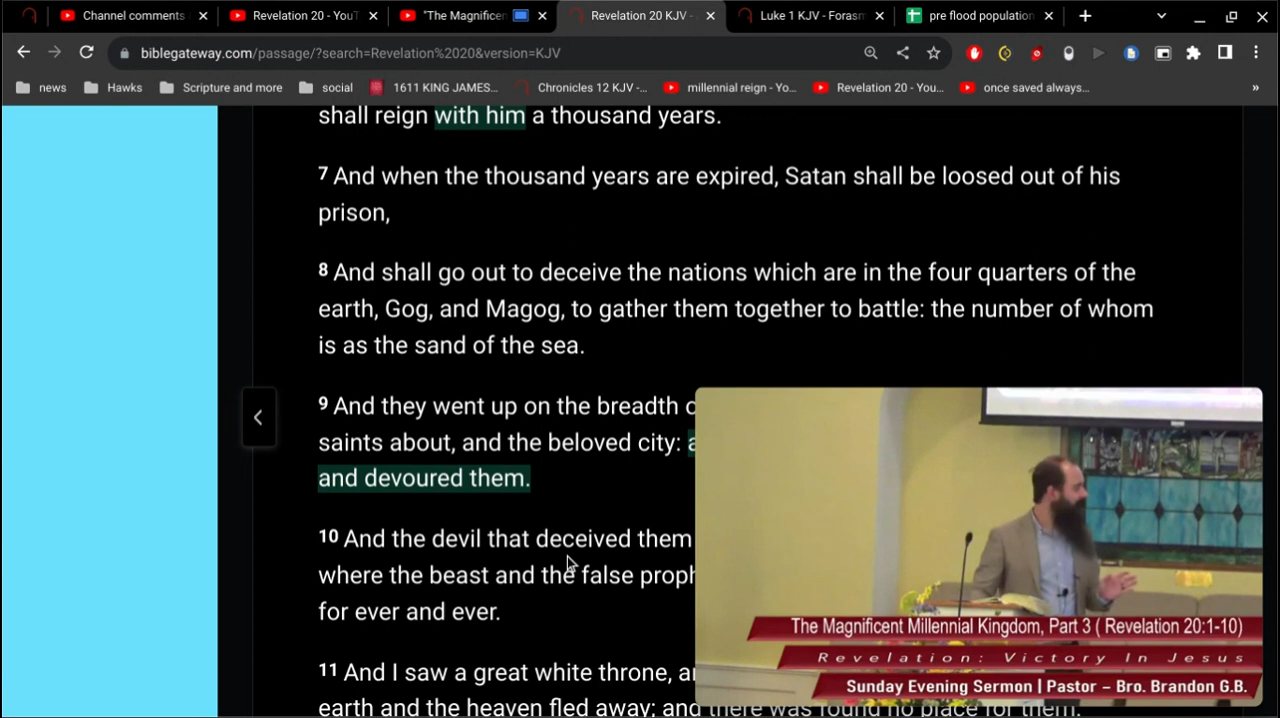 Channel comments
Revelation 20 - YouT
"The Magnificen
Revelation 20 KJV -
Luke 1 KJV - Forasm
pre flood population
biblegateway.com/passage/?search=Revelation%2020&version=KJV
news
Hawks
Scripture and more
social
1611 KING JAMES...
Chronicles 12 KJV -...
millennial reign - Yo...
Revelation 20 - You...
once saved always...
»
shall reign with him a thousand years.
7 And when the thousand years are expired, Satan shall be loosed out of his
prison,
8 And shall go out to deceive the nations which are in the four quarters of the
earth, Gog, and Magog, to gather them together to battle: the number of whom
is as the sand of the sea.
9 And they went up on the breadth
saints about, and the beloved city:
and devoured them.
10 And the devil that deceived them
where the beast and the false proph
for ever and ever.
11 And I saw a great white throne, a
earth and the heaven fled away; and there was found no place for them.
The Magnificent Millennial Kingdom, Part 3 ( Revelation 20:1-10)
Revelation: Victory In Jesus
Sunday Evening Sermon | Pastor – Bro. Brandon G.B.